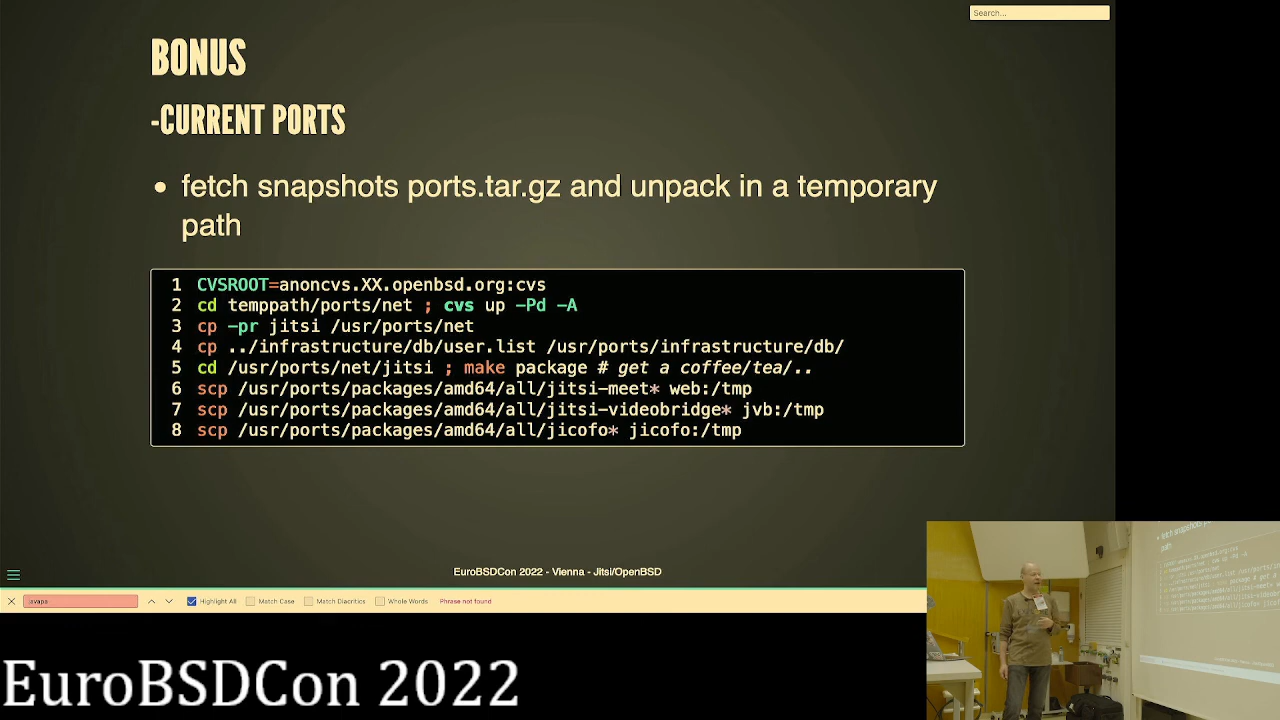 Search...
BONUS
-CURRENT PORTS
• fetch snapshots ports.tar.gz and unpack in a temporary
path
1 CVSROOT=anoncvs.XX.openbsd.org:cvs
2 cd temppath/ports/net ; cvs up -Pd -A
3 cp -pr jitsi /usr/ports/net
4 cp ../infrastructure/db/user.list /usr/ports/infrastructure/db/
5 cd /usr/ports/net/jitsi ; make package # get a coffee/tea/..
6 scp /usr/ports/packages/amd64/all/jitsi-meet* web:/tmp
7 scp /usr/ports/packages/amd64/all/jitsi-videobridge* jvb:/tmp
8 scp /usr/ports/packages/amd64/all/jicofo* jicofo:/tmp
EuroBSDCon 2022 - Vienna - Jitsi/OpenBSD
Highlight All Match Case Match Diacritics Whole Words Phrase not found
EuroBSDCon 2022